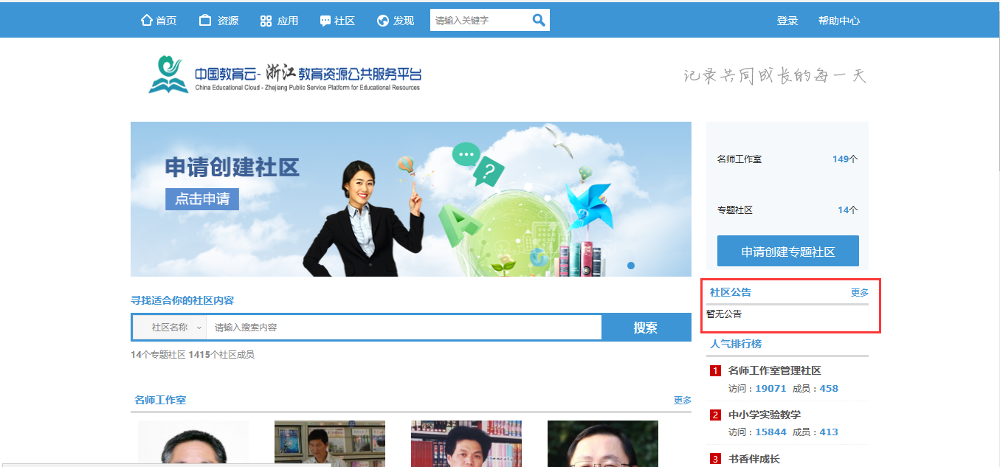 首页 资源 应用 社区 发现 请输入关键字 登录 帮助中心
中国教育云-浙江教育资源公共服务平台
China Educational Cloud - Zhejiang Public Service Platform for Educational Resources
记录共同成长的每一天
申请创建社区
点击申请
?
A
名师工作室 149个
专题社区 14个
申请创建专题社区
寻找适合你的社区内容
社区名称 请输入搜索内容 搜索
14个专题社区 1415个社区成员
名师工作室 更多
社区公告 更多
暂无公告
人气排行榜
1 名师工作室管理社区
访问：19071 成员：458
2 中小学实验教学
访问：15844 成员：413
3 书香伴成长